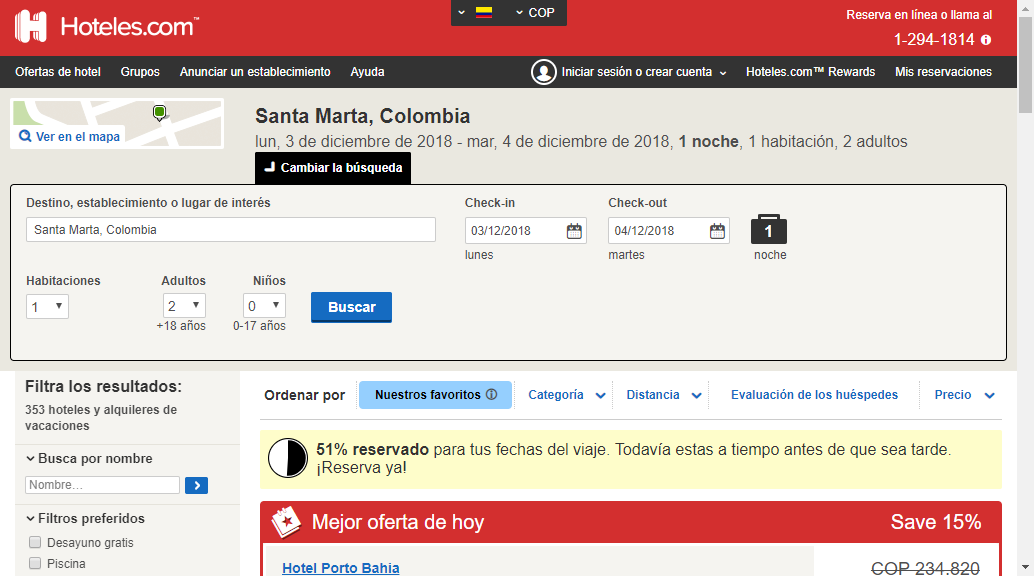 Hoteles.com™
COP
Reserva en línea o llama al
1-294-1814
Ofertas de hotel Grupos Anunciar un establecimiento Ayuda Iniciar sesión o crear cuenta Hoteles.com™ Rewards Mis reservaciones
Ver en el mapa
Santa Marta, Colombia
lun, 3 de diciembre de 2018 - mar, 4 de diciembre de 2018, 1 noche, 1 habitación, 2 adultos
Cambiar la búsqueda
Destino, establecimiento o lugar de interés Check-in Check-out
Santa Marta, Colombia 03/12/2018 04/12/2018 1
lunes martes noche
Habitaciones Adultos Niños
1 2 0 Buscar
+18 años 0-17 años
Filtra los resultados:
353 hoteles y alquileres de
vacaciones
Busca por nombre
Nombre...
Filtros preferidos
Desayuno gratis
Piscina
Ordenar por Nuestros favoritos Categoría Distancia Evaluación de los huéspedes Precio
51% reservado para tus fechas del viaje. Todavía estas a tiempo antes de que sea tarde.
¡Reserva ya!
Mejor oferta de hoy Save 15%
Hotel Porto Bahia COP 234.820